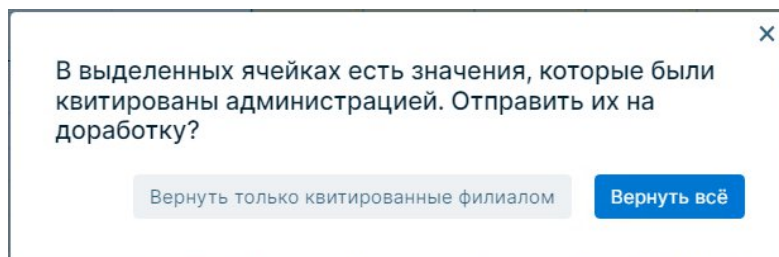 В выделенных ячейках есть значения, которые были
квитированы администрацией. Отправить их на
доработку?
Вернуть только квитированные филиалом
Вернуть всё